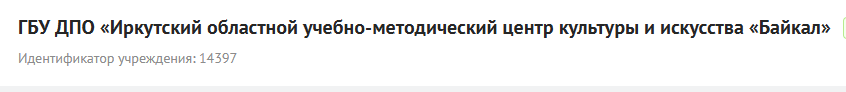 ГБУ ДПО «Иркутский областной учебно-методический центр культуры и искусства «Байкал»
Идентификатор учреждения: 14397